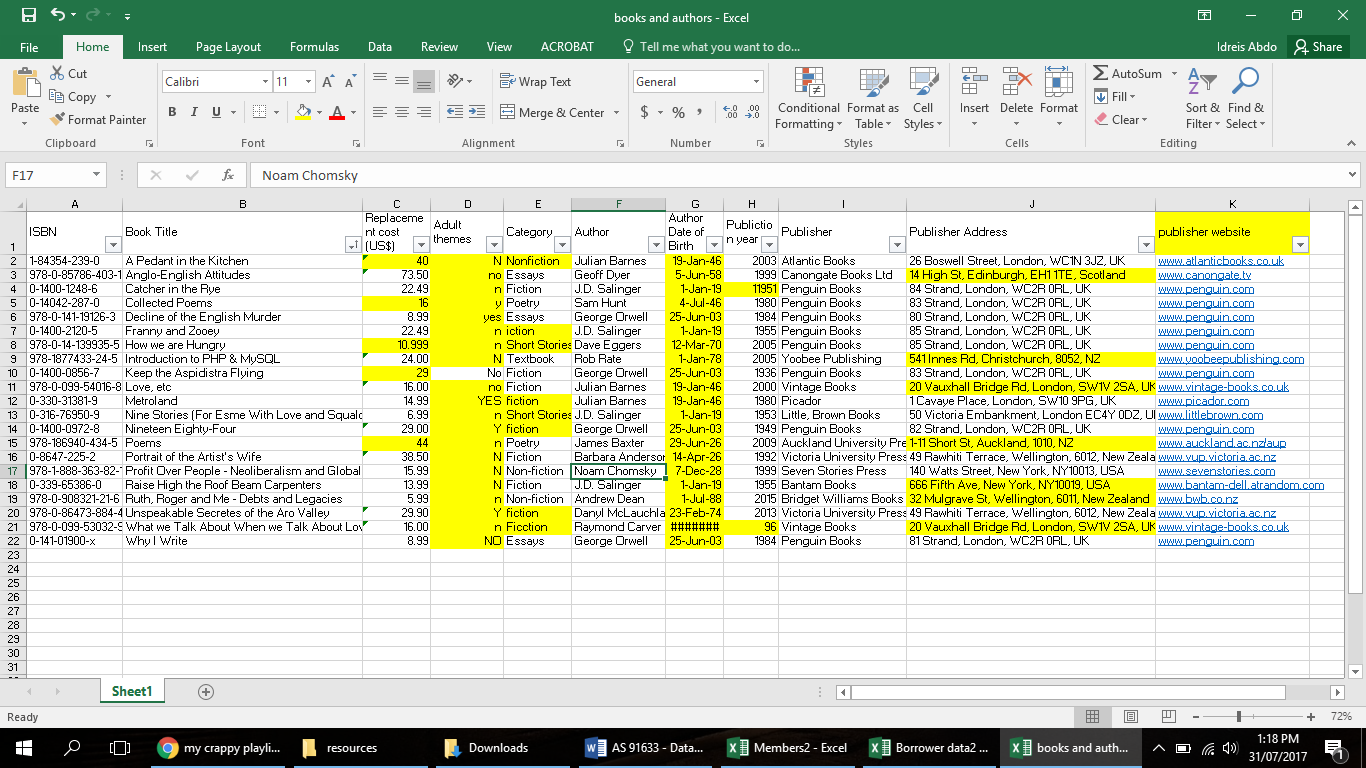 books and authors - Excel
File Home Insert Page Layout Formulas Data Review View ACROBAT Tell me what you want to do... Idreis Abdo Share
Paste Cut Copy Format Painter Clipboard
Calibri 11 B I U Font
Wrap Text Merge & Center Alignment
General $ % Number
Conditional Formatting Format as Table Cell Styles Styles
Insert Delete Format Cells
AutoSum Fill Clear Sort & Filter Find & Select Editing
F17 fx Noam Chomsky
A B C D E F G H I J K
1 ISBN Book Title Replaceme nt cost (US$) Adult themes Category Author Author Date of Birth Publictio n year Publisher Publisher Address publisher website
2 1-84354-239-0 A Pedant in the Kitchen 40 N Nonfiction Julian Barnes 19-Jan-46 2003 Atlantic Books 26 Boswell Street, London, WC1N 3JZ, UK www.atlanticbooks.co.uk
3 978-0-85786-403-1 Anglo-English Attitudes 73.50 no Essays Geoff Dyer 5-Jun-58 1999 Canongate Books Ltd 14 High St, Edinburgh, EH1 1TE, Scotland www.canongate.tv
4 0-1400-1248-6 Catcher in the Rye 22.49 n Fiction J.D. Salinger 1-Jan-19 11951 Penguin Books 84 Strand, London, WC2R 0RL, UK www.penguin.com
5 0-14042-287-0 Collected Poems 16 y Poetry Sam Hunt 4-Jul-46 1980 Penguin Books 83 Strand, London, WC2R 0RL, UK www.penguin.com
6 978-0-141-19126-3 Decline of the English Murder 8.99 yes Essays George Orwell 25-Jun-03 1984 Penguin Books 80 Strand, London, WC2R 0RL, UK www.penguin.com
7 0-1400-2120-5 Franny and Zooey 22.49 n iction J.D. Salinger 1-Jan-19 1955 Penguin Books 85 Strand, London, WC2R 0RL, UK www.penguin.com
8 978-0-14-139935-5 How we are Hungry 10.999 n Short Stories Dave Eggers 12-Mar-70 2005 Penguin Books 85 Strand, London, WC2R 0RL, UK www.penguin.com
9 978-1877433-24-5 Introduction to PHP & MySQL 24.00 N Textbook Rob Rate 1-Jan-78 2005 Yoobee Publishing 541 Innes Rd, Christchurch, 8052, NZ www.yoobeepublishing.com
10 0-1400-0856-7 Keep the Aspidistra Flying 29 No Fiction George Orwell 25-Jun-03 1936 Penguin Books 83 Strand, London, WC2R 0RL, UK www.penguin.com
11 978-0-099-54016-8 Love, etc 16.00 no Fiction Julian Barnes 19-Jan-46 2000 Vintage Books 20 Vauxhall Bridge Rd, London, SW1V 2SA, UK www.vintage-books.co.uk
12 0-330-31381-9 Metroland 14.99 YES fiction Julian Barnes 19-Jan-46 1980 Picador 1 Cavaye Place, London, SW10 9PG, UK www.picador.com
13 0-316-76950-9 Nine Stories (For Esme With Love and Squalo 6.99 n Short Stories J.D. Salinger 1-Jan-19 1953 Little, Brown Books 50 Victoria Embankment, London EC4Y 0DZ, U www.littlebrown.com
14 0-1400-0972-8 Nineteen Eighty-Four 29.00 Y fiction George Orwell 25-Jun-03 1949 Penguin Books 82 Strand, London, WC2R 0RL, UK www.penguin.com
15 978-186940-434-5 Poems 44 n Poetry James Baxter 29-Jun-26 2009 Auckland University Pre 1-11 Short St, Auckland, 1010, NZ www.auckland.ac.nz/aup
16 0-8647-225-2 Portrait of the Artist's Wife 38.50 N Fiction Barbara Anderson 14-Apr-26 1992 Victoria University Press 49 Rawhiti Terrace, Wellington, 6012, New Zeala www.vup.victoria.ac.nz
17 978-1-888-363-82- Profit Over People - Neoliberalism and Global 15.99 N Non-fiction Noam Chomsky 7-Dec-28 1999 Seven Stories Press 140 Watts Street, New York, NY10013, USA www.sevenstories.com
18 0-339-65386-0 Raise High the Roof Beam Carpenters 13.99 N Fiction J.D. Salinger 1-Jan-19 1955 Bantam Books 666 Fifth Ave, New York, NY10019, USA www.bantam-dell.atrandom.com
19 978-0-908321-21-6 Ruth, Roger and Me - Debts and Legacies 5.99 n Non-fiction Andrew Dean 1-Jul-88 2015 Bridget Williams Books 32 Mulgrave St, Wellington, 6011, New Zealand www.bwb.co.nz
20 978-0-86473-884-4 Unspeakable Secrets of the Aro Valley 29.90 Y fiction Danyl McLauchla 23-Feb-74 2013 Victoria University Press 49 Rawhiti Terrace, Wellington, 6012, New Zeala www.vup.victoria.ac.nz
21 978-0-099-53032-9 What we Talk About When we Talk About Lov 16.00 n Ficction Raymond Carver ####### 96 Vintage Books 20 Vauxhall Bridge Rd, London, SW1V 2SA, UK www.vintage-books.co.uk
22 0-141-01900-x Why I Write 8.99 NO Essays George Orwell 25-Jun-03 1984 Penguin Books 81 Strand, London, WC2R 0RL, UK www.penguin.com
23
24
25
26
27
28
29
30
31
Sheet1
Ready 72%
my crappy playli... resources Downloads AS 91633 - Data... Members2 - Excel Borrower data2 ... books and auth... 1:18 PM
31/07/2017 1